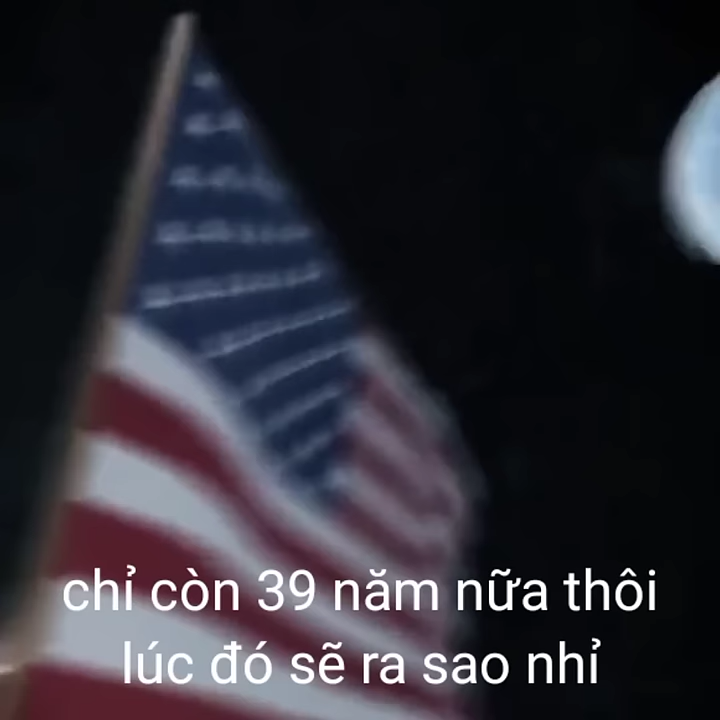 chỉ còn 39 năm nữa thôi
lúc đó sẽ ra sao nhỉ